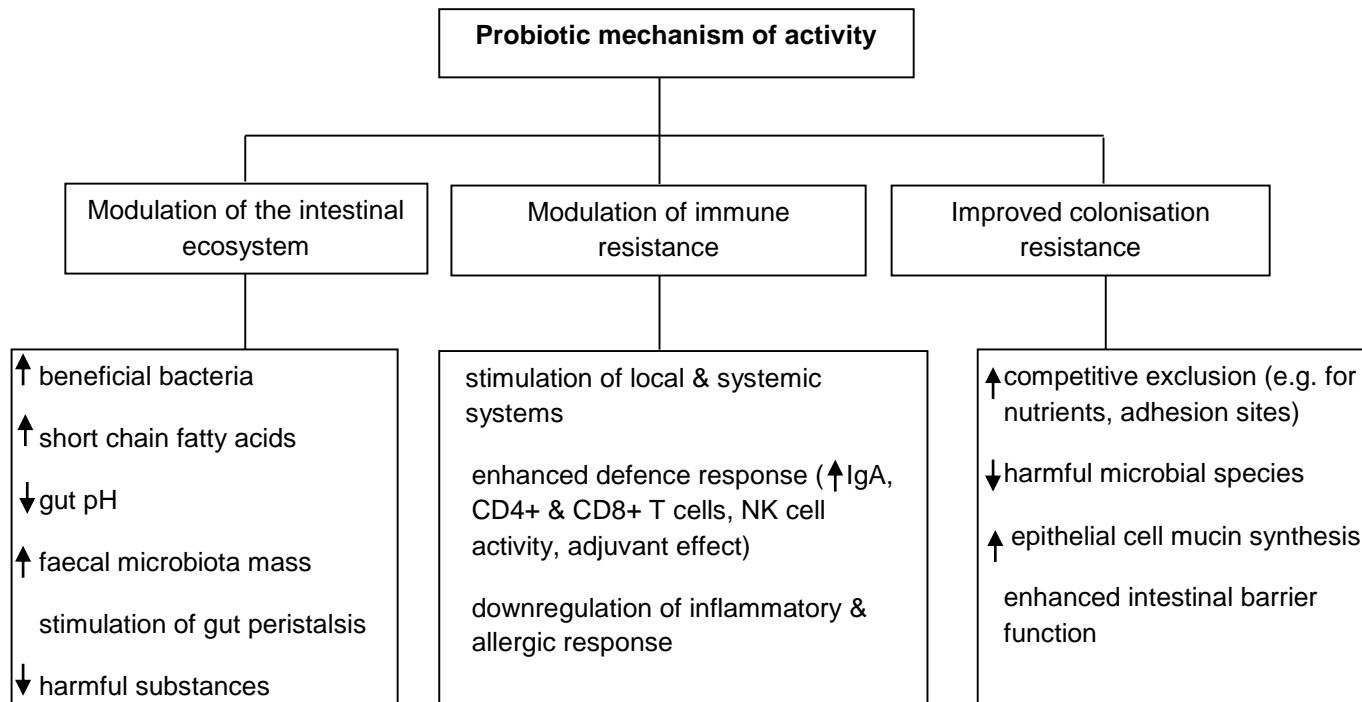 Probiotic mechanism of activity
Modulation of the intestinal
ecosystem
Modulation of immune
resistance
Improved colonisation
resistance
↑ beneficial bacteria
↑ short chain fatty acids
↓ gut pH
↑ faecal microbiota mass
stimulation of gut peristalsis
↓ harmful substances
stimulation of local & systemic
systems
enhanced defence response (↑IgA,
CD4+ & CD8+ T cells, NK cell
activity, adjuvant effect)
downregulation of inflammatory &
allergic response
↑ competitive exclusion (e.g. for
nutrients, adhesion sites)
↓ harmful microbial species
↑ epithelial cell mucin synthesis
enhanced intestinal barrier
function